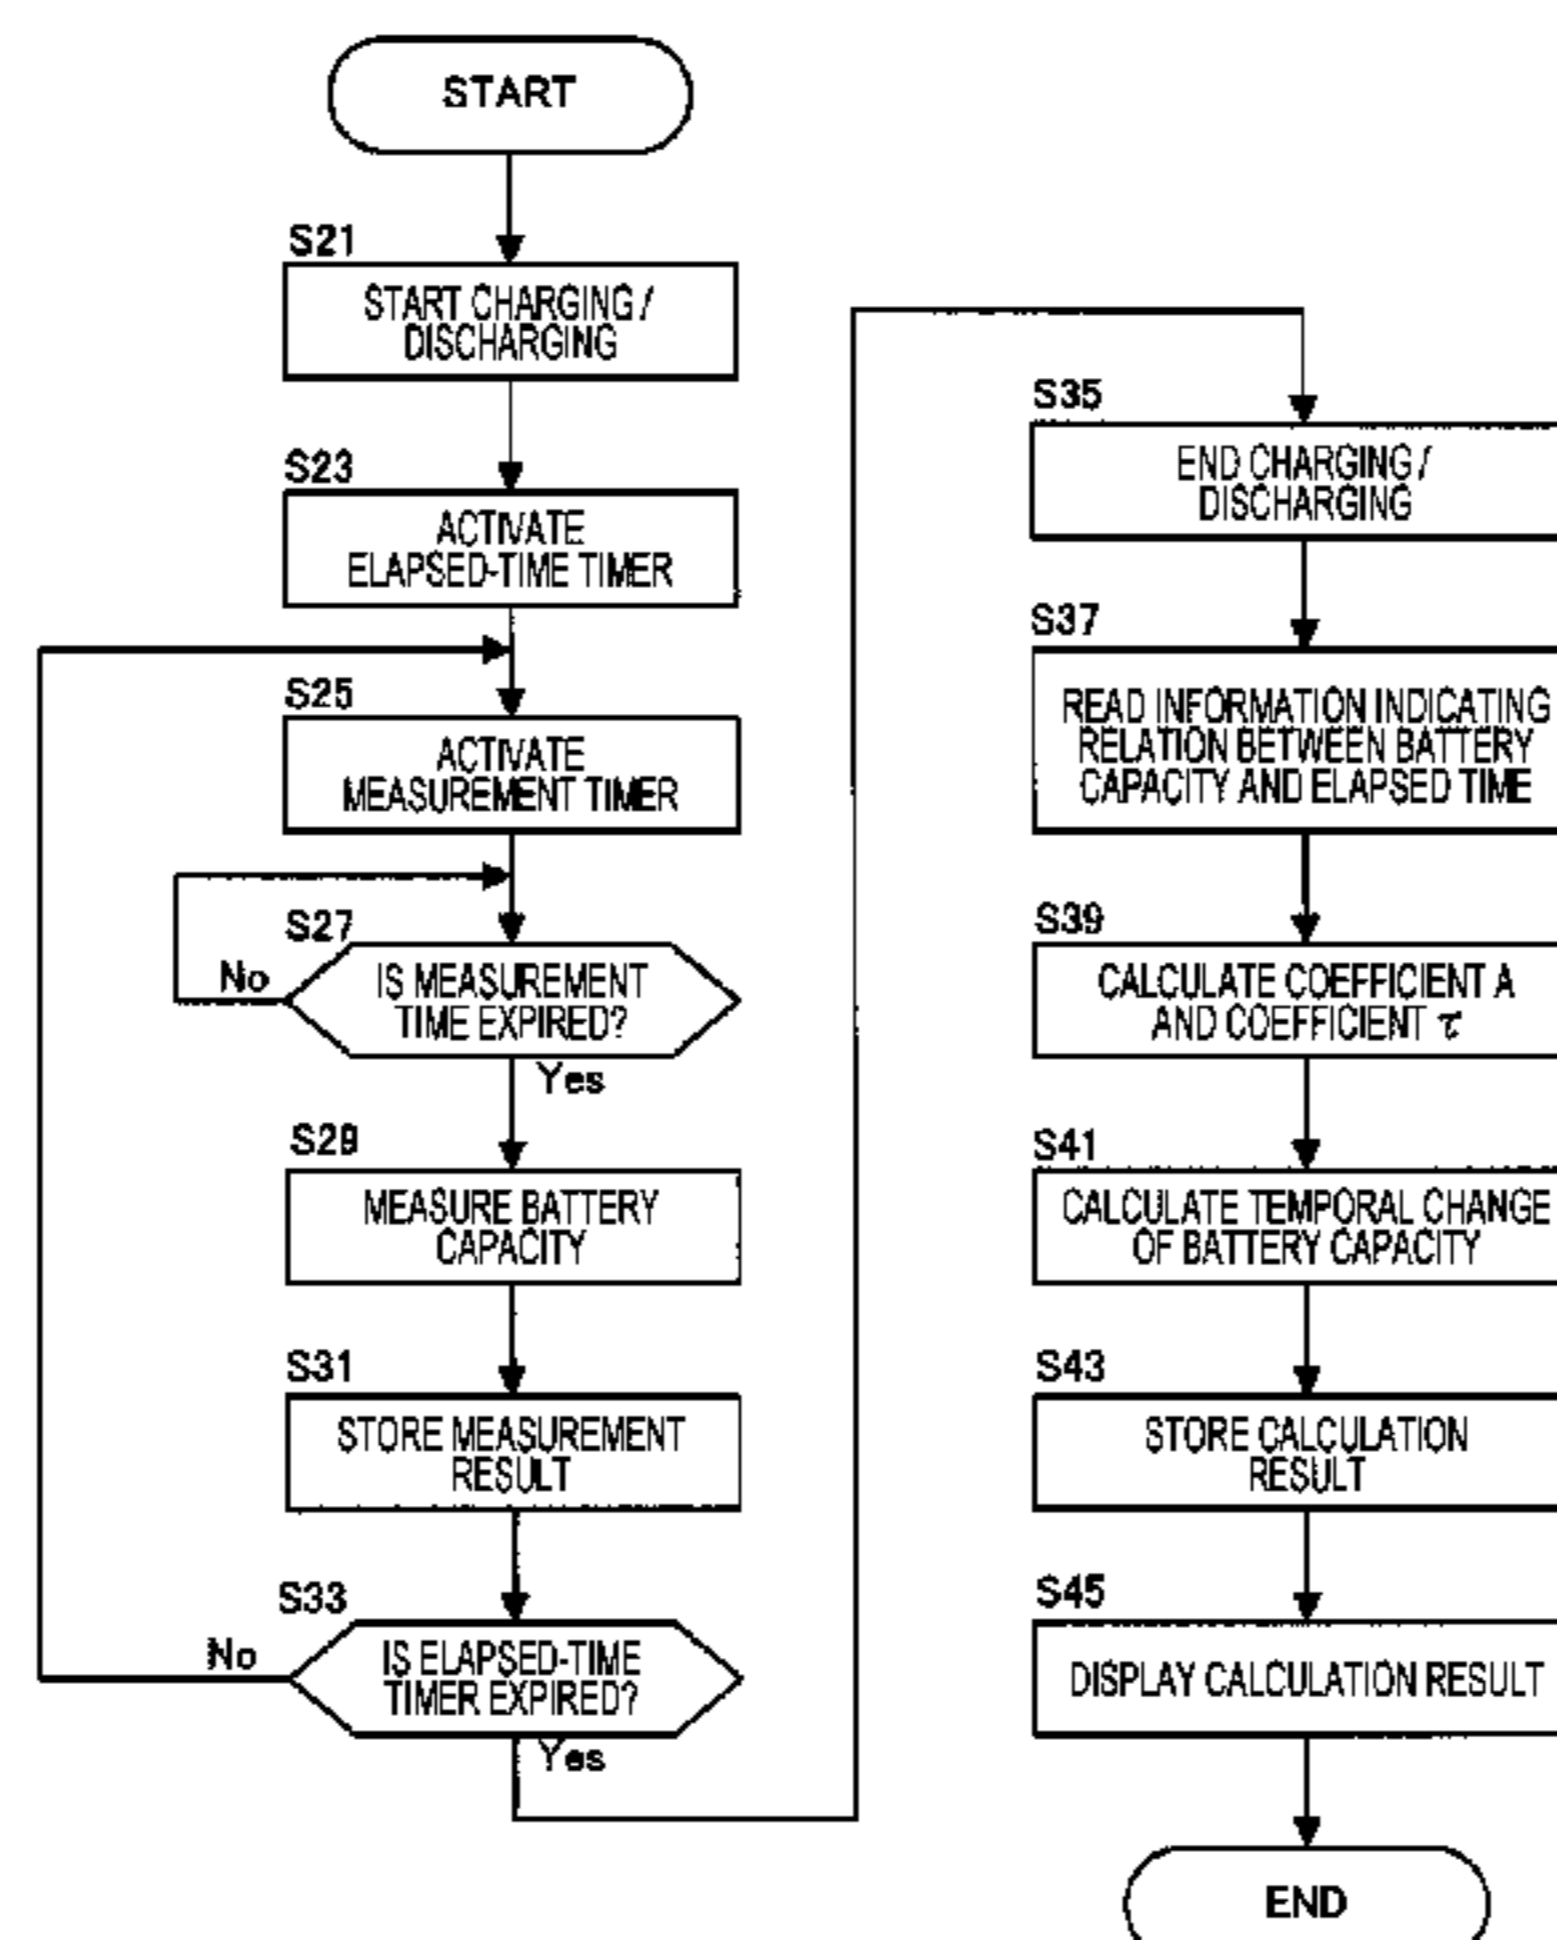 START
S21
START CHARGING /
DISCHARGING
S23
ACTIVATE
ELAPSED-TIME TIMER
S25
ACTIVATE
MEASUREMENT TIMER
S27
No
IS MEASUREMENT
TIME EXPIRED?
Yes
S29
MEASURE BATTERY
CAPACITY
S31
STORE MEASUREMENT
RESULT
S33
No
IS ELAPSED-TIME
TIMER EXPIRED?
Yes
S35
END CHARGING /
DISCHARGING
S37
READ INFORMATION INDICATING
RELATION BETWEEN BATTERY
CAPACITY AND ELAPSED TIME
S39
CALCULATE COEFFICIENT A
AND COEFFICIENT τ
S41
CALCULATE TEMPORAL CHANGE
OF BATTERY CAPACITY
S43
STORE CALCULATION
RESULT
S45
DISPLAY CALCULATION RESULT
END